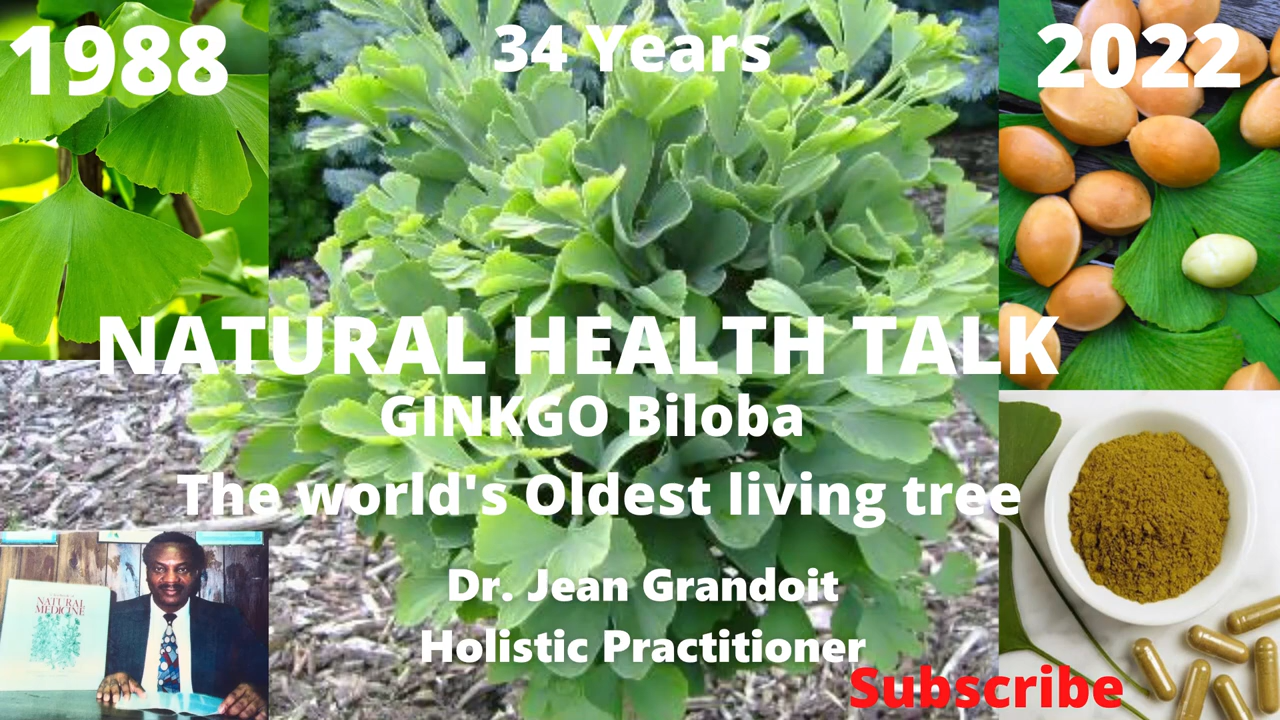 1988
34 Years
2022
NATURAL HEALTH TALK
GINKGO Biloba
The world's Oldest living tree
Dr. Jean Grandoit
Holistic Practitioner
Subscribe
NATURAL
MEDICINE